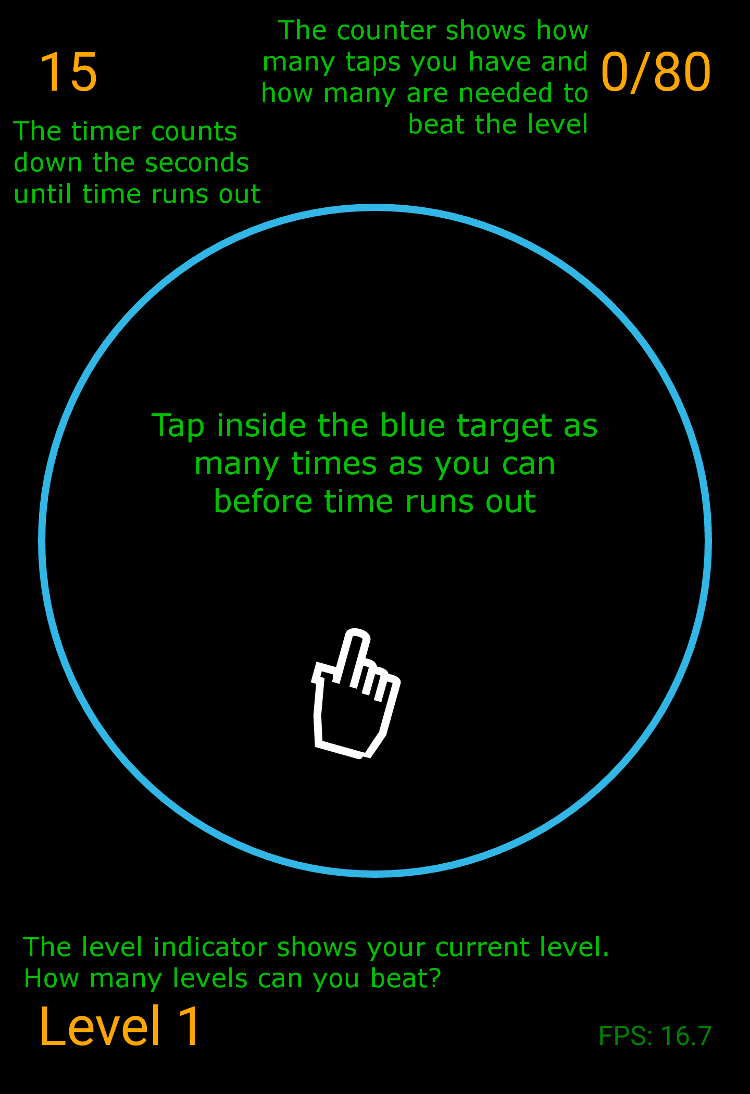 The counter shows how
many taps you have and
how many are needed to
beat the level
15
0/80
The timer counts
down the seconds
until time runs out
Tap inside the blue target as
many times as you can
before time runs out
The level indicator shows your current level.
How many levels can you beat?
Level 1
FPS: 16.7